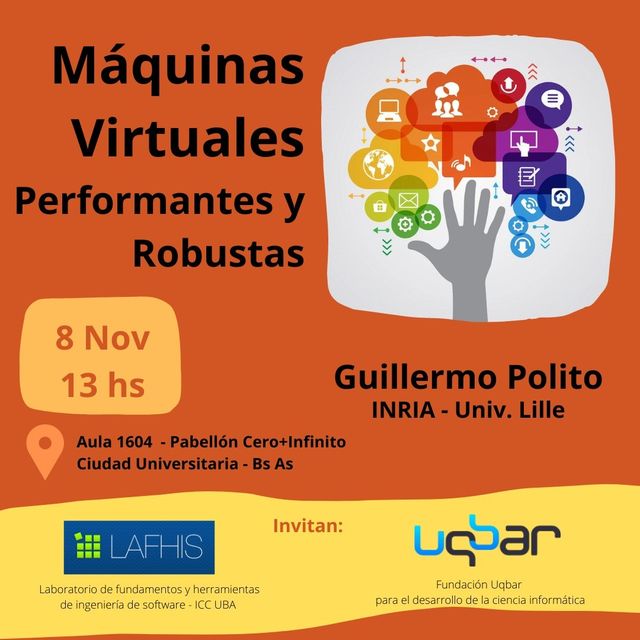 Máquinas
Virtuales
Performantes y
Robustas
8 Nov
13 hs
Guillermo Polito
INRIA - Univ. Lille
Aula 1604 - Pabellón Cero+Infinito
Ciudad Universitaria - Bs As
Invitan:
LAFHIS
Laboratorio de fundamentos y herramientas
de ingeniería de software - ICC UBA
uqbar
Fundación Uqbar
para el desarrollo de la ciencia informática